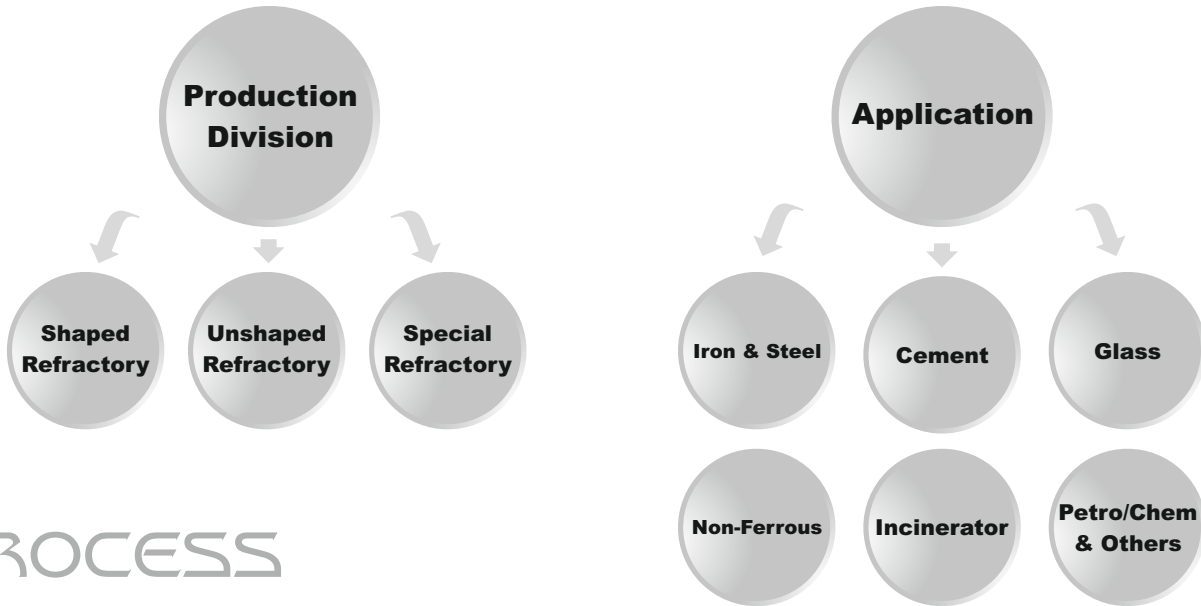 Production
Division
Shaped
Refractory
Unshaped
Refractory
Special
Refractory
Application
Iron & Steel
Cement
Glass
Non-Ferrous
Incinerator
Petro/Chem
& Others
ROCESS